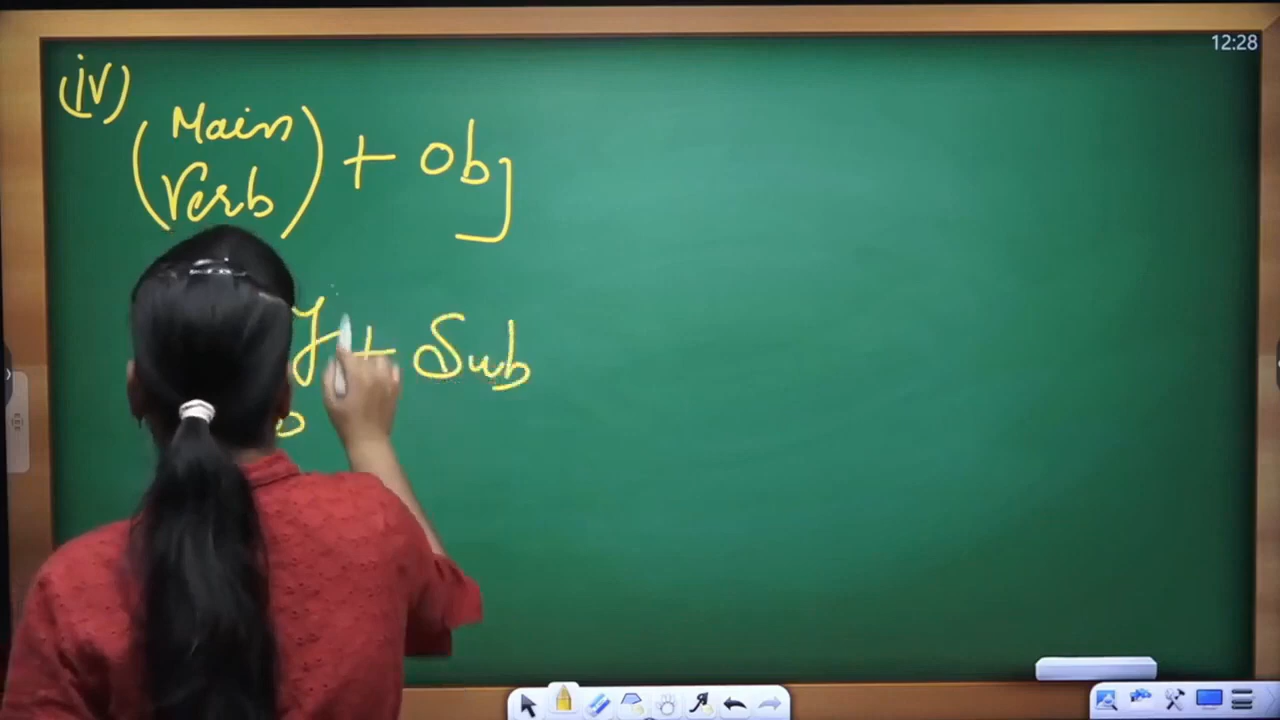 (iv)
(Main
Verb) + Obj
+ Sub
12:28